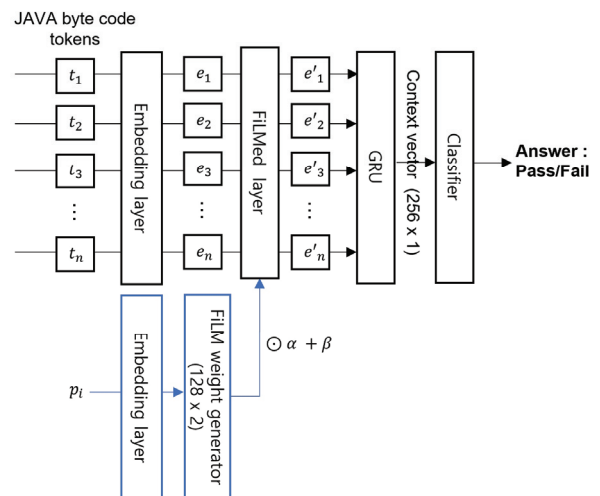 JAVA byte code
tokens
t₁
t₂
t₃
⋮
tₙ
Embedding layer
e₁
e₂
e₃
⋮
eₙ
FiLMed layer
e'₁
e'₂
e'₃
⋮
e'ₙ
GRU
Context vector (256 x 1)
Classifier
Answer :
Pass/Fail
pᵢ
Embedding layer
FiLM weight generator
(128 x 2)
⊙ α + β